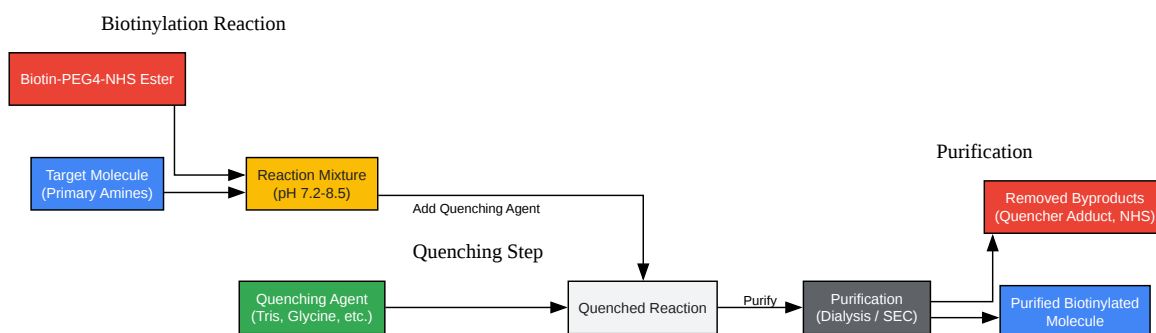 Biotinylation Reaction
Biotin-PEG4-NHS Ester
Target Molecule
(Primary Amines)
Reaction Mixture
(pH 7.2-8.5)
Add Quenching Agent
Quenching Step
Quenching Agent
(Tris, Glycine, etc.)
Quenched Reaction
Purify
Purification
(Dialysis / SEC)
Purification
Removed Byproducts
(Quencher Adduct, NHS)
Purified Biotinylated
Molecule